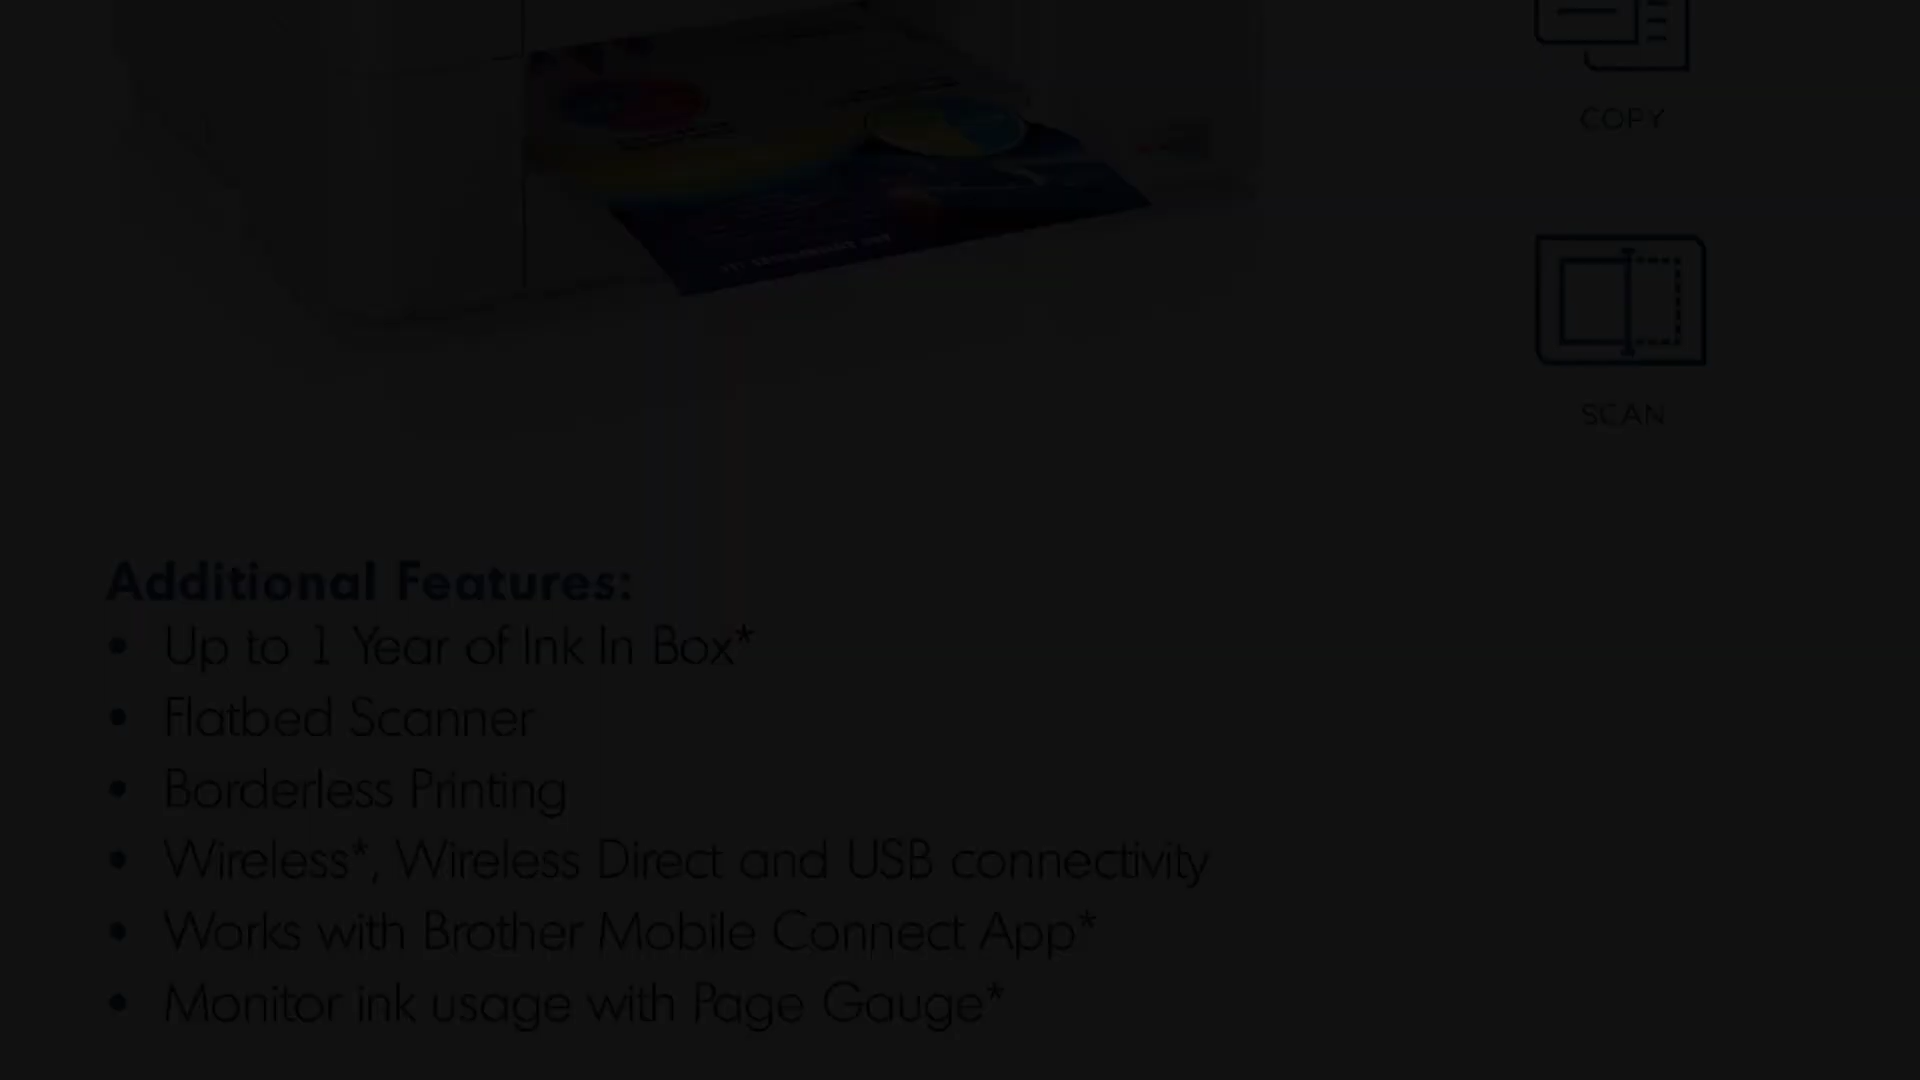 COPY
SCAN
Additional Features:
• Up to 1 Year of Ink In Box*
• Flatbed Scanner
• Borderless Printing
• Wireless*, Wireless Direct and USB connectivity
• Works with Brother Mobile Connect App*
• Monitor ink usage with Page Gauge*